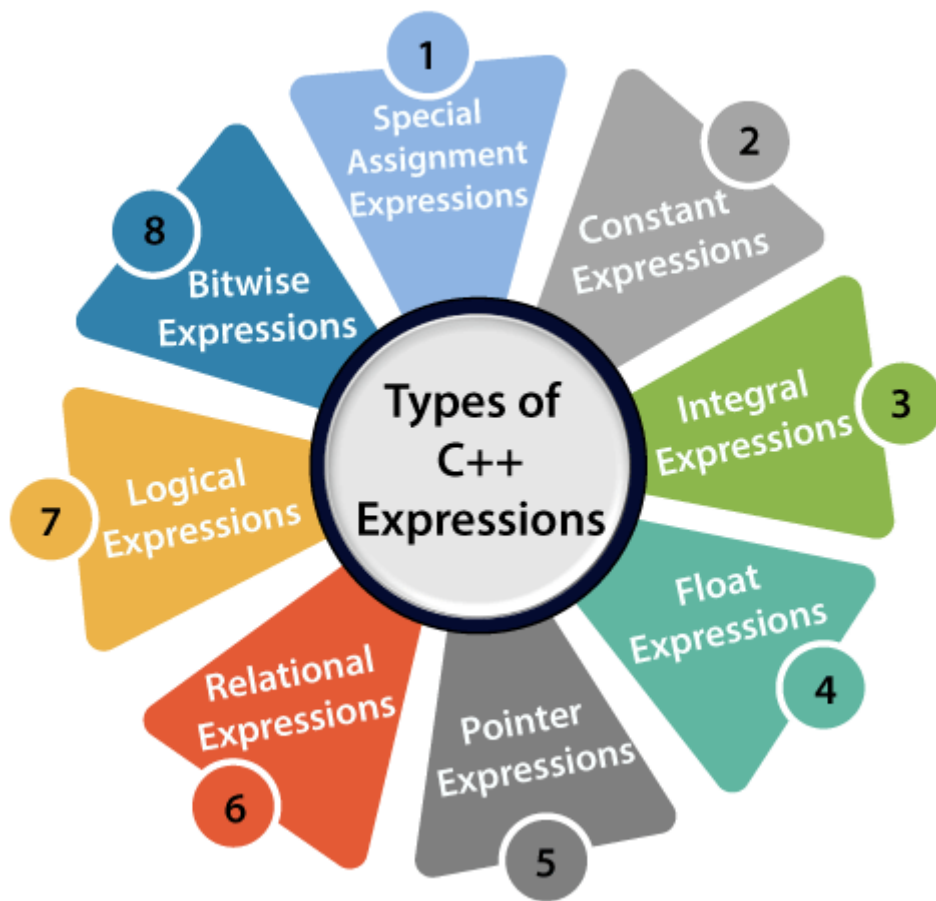 Types of
C++
Expressions
1
Special
Assignment
Expressions
2
Constant
Expressions
3
Integral
Expressions
4
Float
Expressions
5
Pointer
Expressions
6
Relational
Expressions
7
Logical
Expressions
8
Bitwise
Expressions